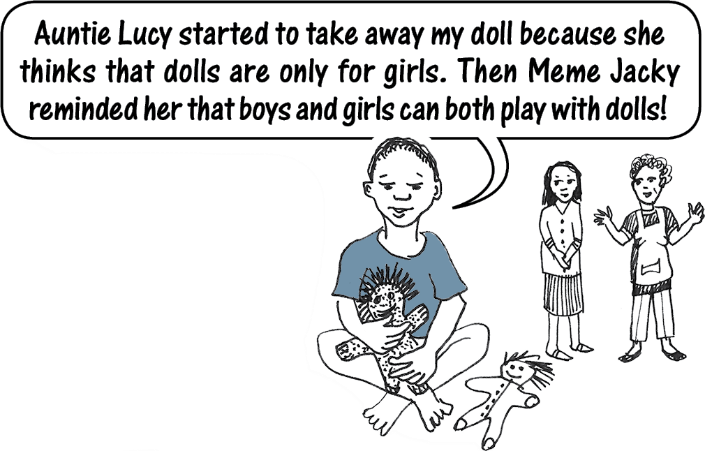 Auntie Lucy started to take away my doll because she
thinks that dolls are only for girls. Then Meme Jacky
reminded her that boys and girls can both play with dolls!